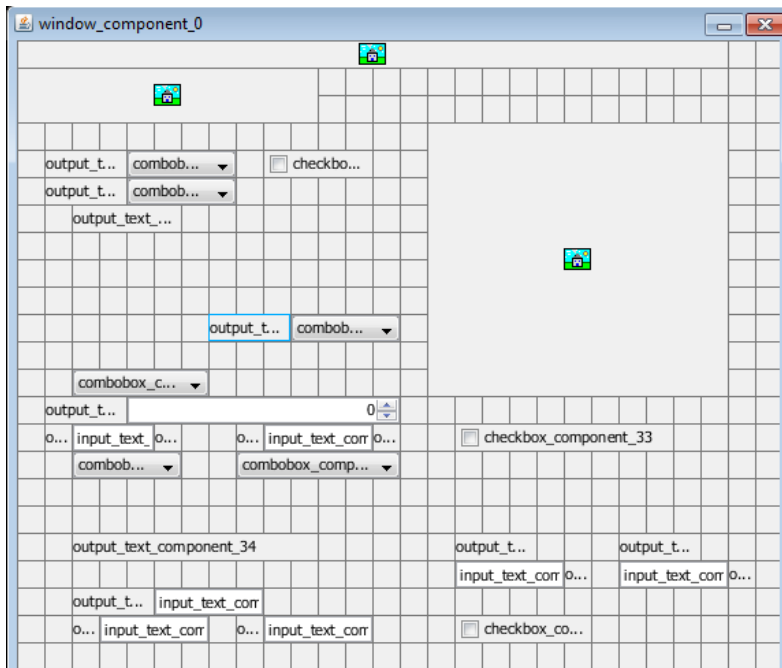 window_component_0
output_t... combob... checkbo...
output_t... combob...
output_text_...
output_t... combob...
combobox_c...
output_t... 0
o... input_text_ o... o... input_text_com o... checkbox_component_33
combob... combobox_comp...
output_text_component_34 output_t... output_t...
input_text_com o... input_text_com o...
output_t... input_text_com
o... input_text_com o... input_text_com checkbox_co...